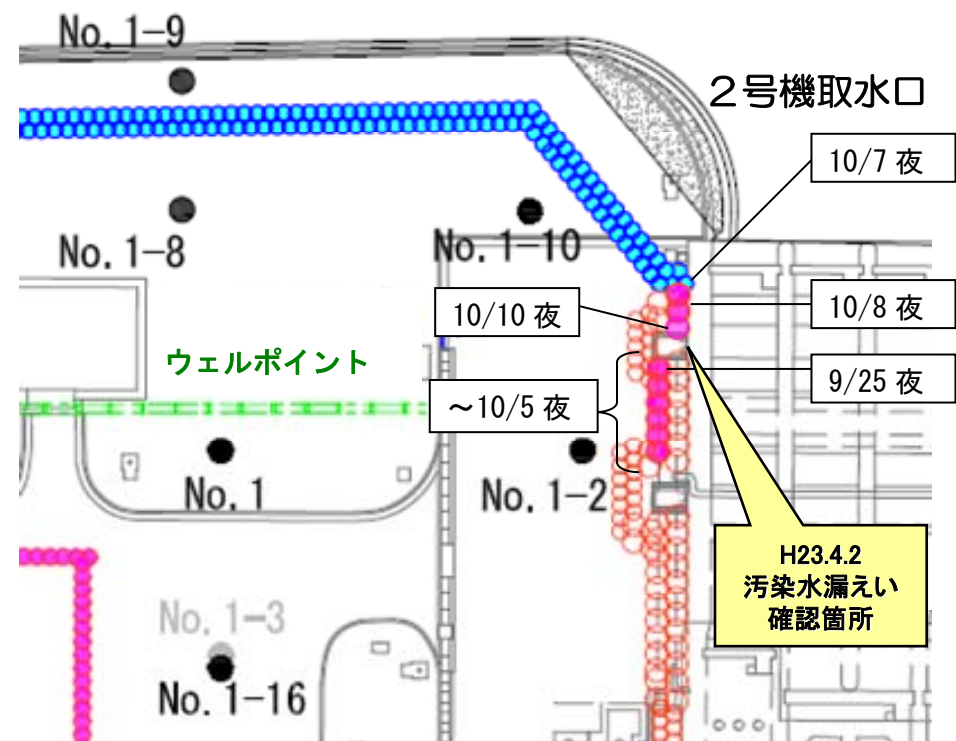 No.1-9
2号機取水口
10/7 夜
No.1-8
No.1-10
10/10 夜
10/8 夜
ウェルポイント
9/25 夜
~10/5 夜
No.1
No.1-2
H23.4.2
汚染水漏えい
確認箇所
No.1-3
No.1-16